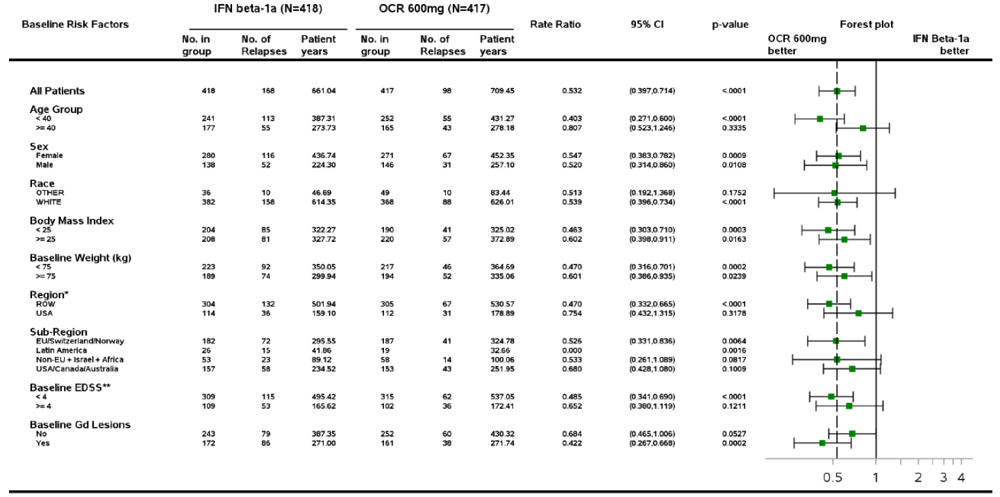 IFN beta-1a (N=418) OCR 600mg (N=417)
Baseline Risk Factors Rate Ratio 95% CI p-value Forest plot
No. in No. of Patient No. in No. of Patient OCR 600mg IFN Beta-1a
group Relapses years group Relapses years better better
All Patients 418 168 661.04 417 98 709.45 0.532 (0.397,0.714) <.0001
Age Group
< 40 241 113 387.31 252 55 431.27 0.403 (0.271,0.600) <.0001
>= 40 177 55 273.73 165 43 278.18 0.807 (0.523,1.246) 0.3335
Sex
Female 280 116 436.74 271 67 452.35 0.547 (0.383,0.782) 0.0009
Male 138 52 224.30 146 31 257.10 0.520 (0.314,0.860) 0.0108
Race
OTHER 36 10 46.69 49 10 83.44 0.513 (0.192,1.368) 0.1752
WHITE 382 158 614.35 368 88 626.01 0.539 (0.396,0.734) <.0001
Body Mass Index
< 25 204 85 322.27 190 41 325.02 0.463 (0.303,0.710) 0.0003
>= 25 208 81 327.72 220 57 372.89 0.602 (0.398,0.911) 0.0163
Baseline Weight (kg)
< 75 223 92 350.05 217 46 364.69 0.470 (0.316,0.701) 0.0002
>= 75 189 74 299.94 194 52 335.06 0.601 (0.386,0.935) 0.0239
Region*
ROW 304 132 501.94 305 67 530.57 0.470 (0.332,0.665) <.0001
USA 114 36 159.10 112 31 178.89 0.754 (0.432,1.315) 0.3178
Sub-Region
EU/Switzerland/Norway 182 72 295.55 187 41 324.78 0.526 (0.331,0.836) 0.0064
Latin America 26 15 41.86 19 32.66 0.000 0.0016
Non-EU + Israel + Africa 53 23 89.12 58 14 100.06 0.533 (0.261,1.089) 0.0817
USA/Canada/Australia 157 58 234.52 153 43 251.95 0.680 (0.428,1.080) 0.1009
Baseline EDSS**
< 4 309 115 495.42 315 62 537.05 0.485 (0.341,0.690) <.0001
>= 4 109 53 165.62 102 36 172.41 0.652 (0.380,1.119) 0.1211
Baseline Gd Lesions
No 243 79 387.35 252 60 430.32 0.684 (0.465,1.006) 0.0527
Yes 172 86 271.00 161 38 271.74 0.422 (0.267,0.668) 0.0002
0.5 1 2 3 4